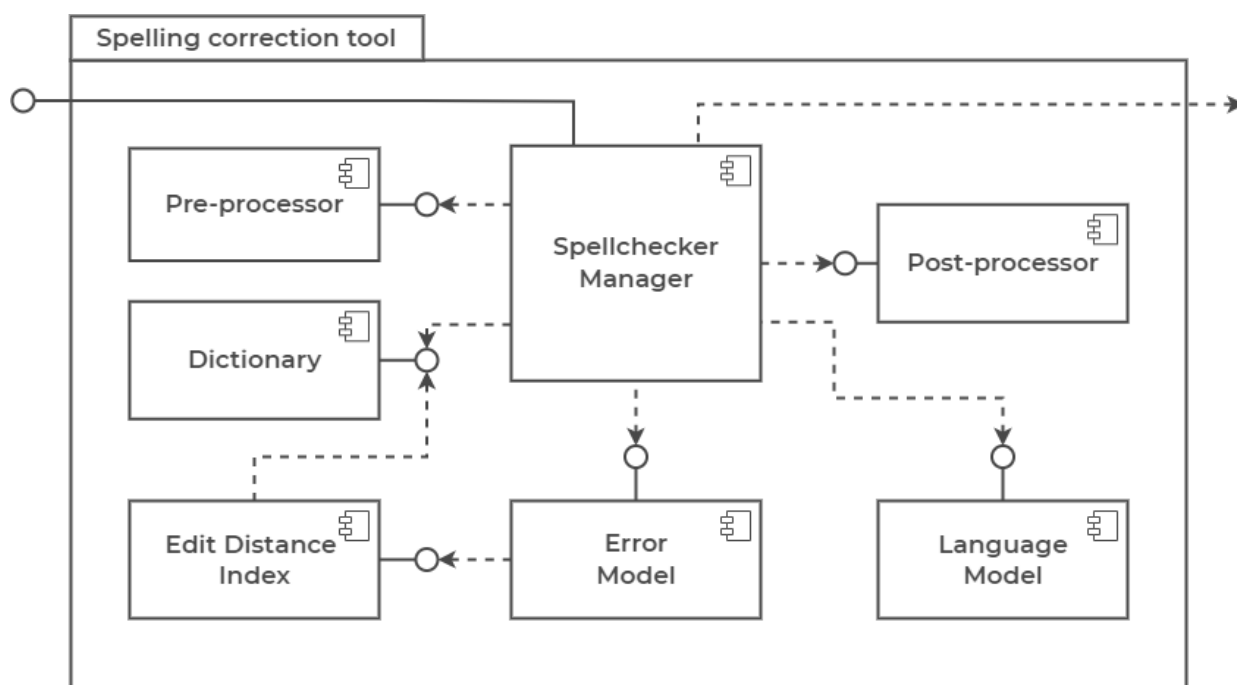 Spelling correction tool
Pre-processor
Spellchecker
Manager
Post-processor
Dictionary
Edit Distance
Index
Error
Model
Language
Model